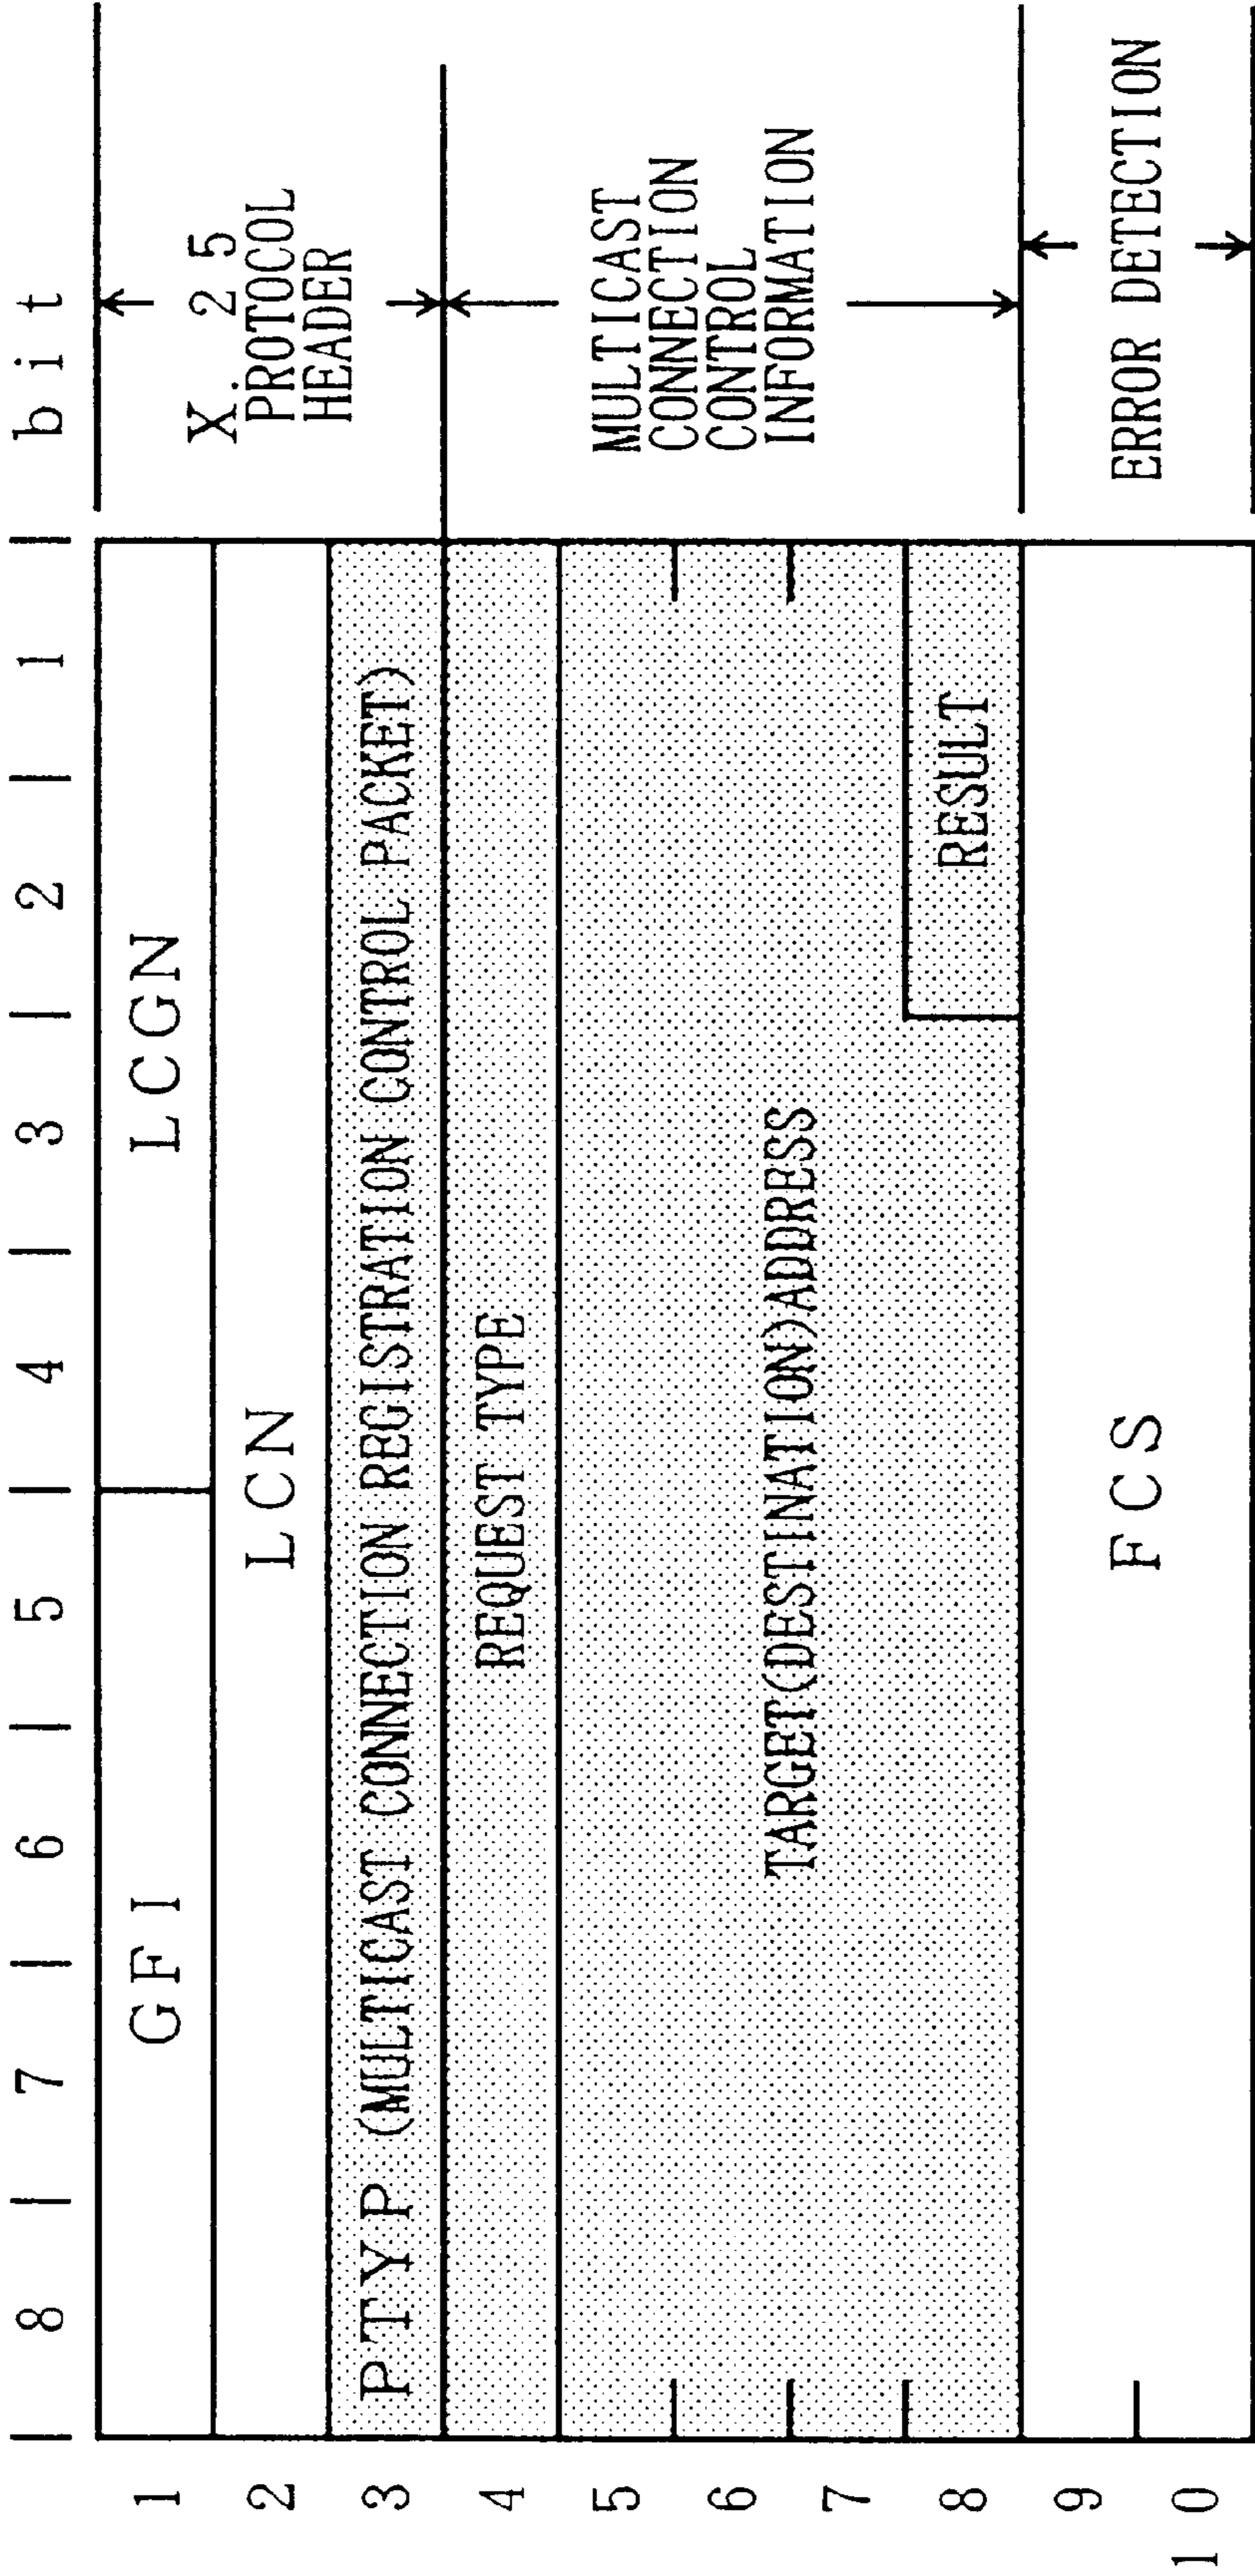 8 7 6 5 4 3 2 1 bit
1 GFI LCGN
X.25
PROTOCOL
HEADER
2 LCN
3 PTYP (MULTICAST CONNECTION REGISTRATION CONTROL PACKET)
4 REQUEST TYPE
5
MULTICAST
CONNECTION
CONTROL
INFORMATION
6
7 TARGET(DESTINATION)ADDRESS
8 RESULT
9
FCS ERROR DETECTION
10